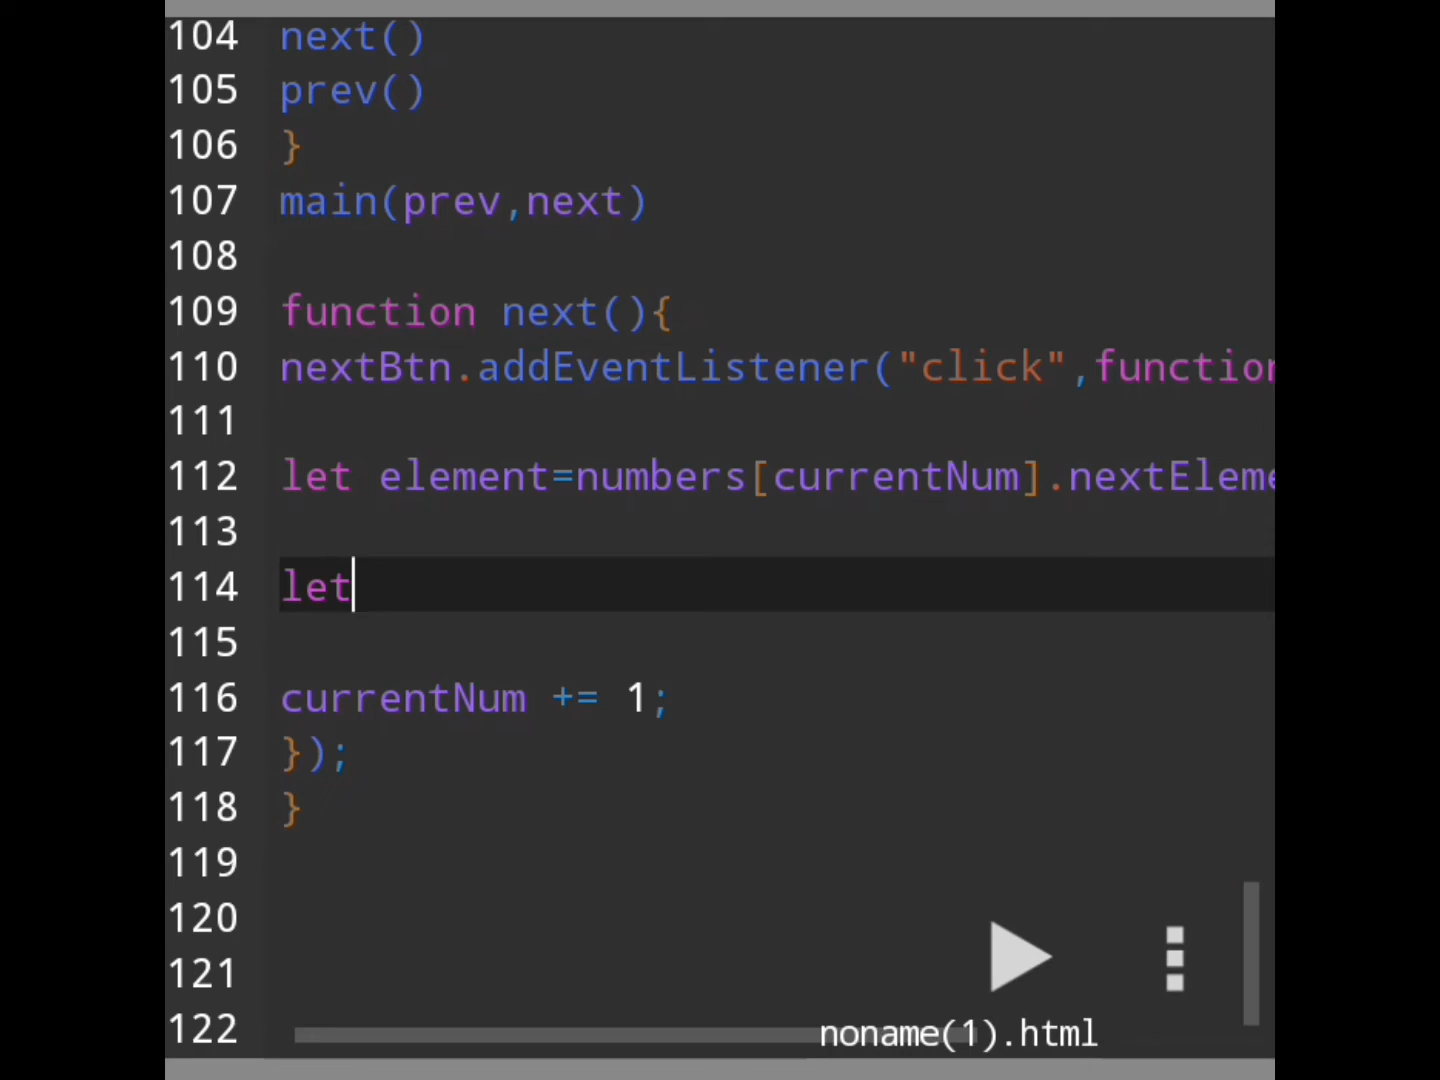 104 next()
105 prev()
106 }
107 main(prev,next)
108
109 function next(){
110 nextBtn.addEventListener("click",function
111
112 let element=numbers[currentNum].nextEleme
113
114 let
115
116 currentNum += 1;
117 });
118 }
119
120
121
122
noname(1).html